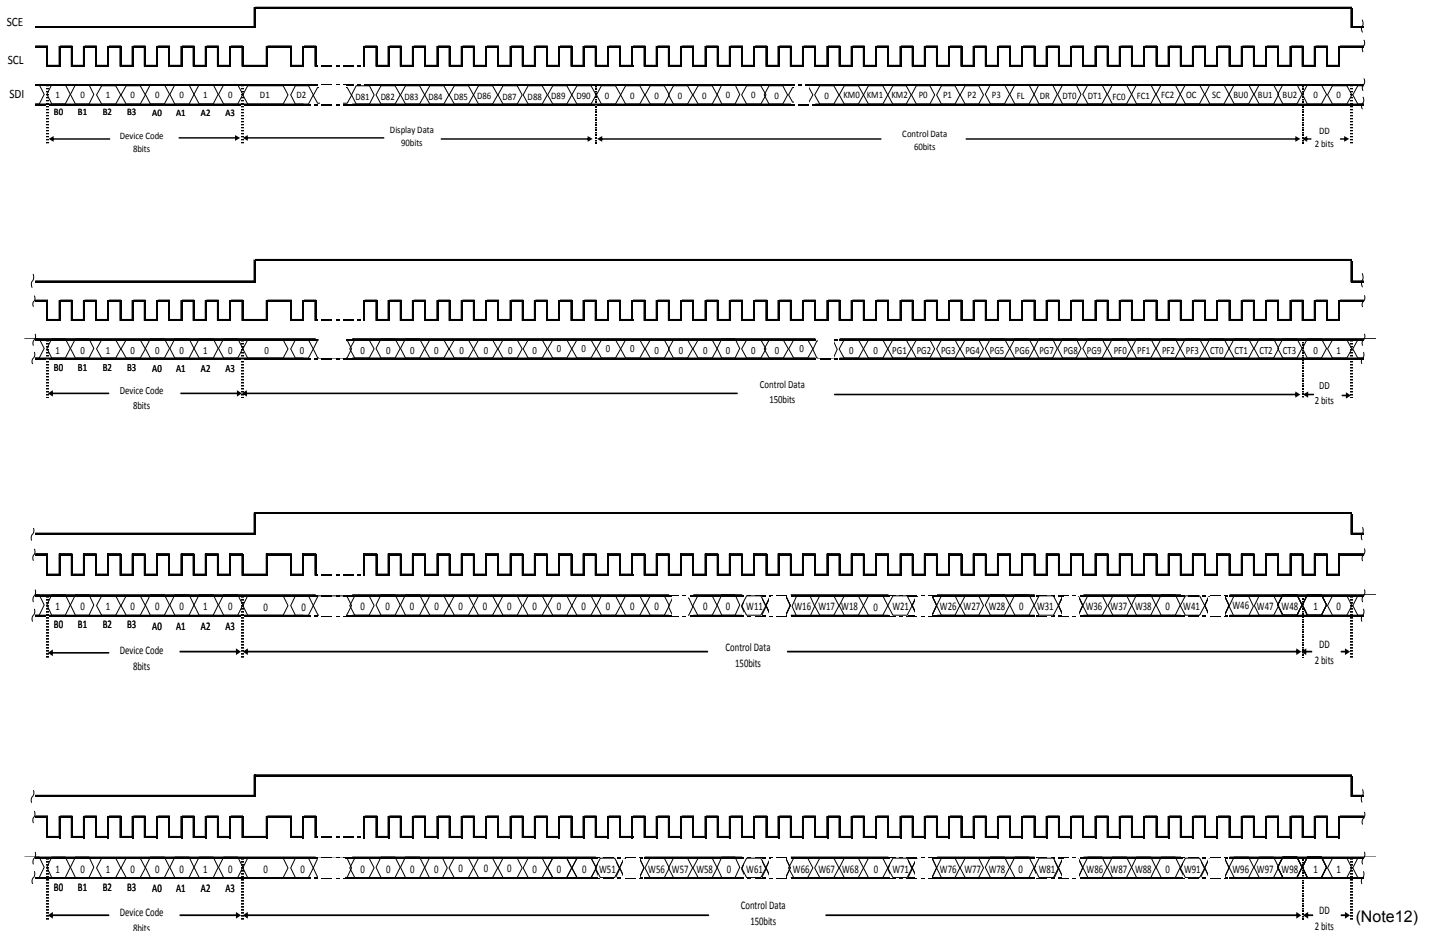 SCE
SCL
SDI 1 0 1 0 0 0 1 0 D1 D2 D81 D82 D83 D84 D85 D86 D87 D88 D89 D90 0 0 0 0 0 0 0 0 0 KM0 KM1 KM2 P0 P1 P2 P3 FL DR DT0 DT1 FC0 FC1 FC2 OC SC BU0 BU1 BU2 0 0
B0 B1 B2 B3 A0 A1 A2 A3
Device Code Display Data Control Data DD
8bits 90bits 60bits 2 bits
1 0 1 0 0 0 1 0 0 0 0 0 0 0 0 0 0 0 0 0 0 0 0 0 0 0 0 0 0 0 0 0 0 PG1 PG2 PG3 PG4 PG5 PG6 PG7 PG8 PG9 PF0 PF1 PF2 PF3 CT0 CT1 CT2 CT3 0 1
B0 B1 B2 B3 A0 A1 A2 A3
Device Code Control Data DD
8bits 150bits 2 bits
1 0 1 0 0 0 1 0 0 0 0 0 0 0 0 0 0 0 0 0 0 0 0 0 0 W11 W16 W17 W18 0 W21 W26 W27 W28 0 W31 W36 W37 W38 0 W41 W46 W47 W48 1 0
B0 B1 B2 B3 A0 A1 A2 A3
Device Code Control Data DD
8bits 150bits 2 bits
1 0 1 0 0 0 1 0 0 0 0 0 0 0 0 0 0 0 0 0 W51 W56 W57 W58 0 W61 W66 W67 W68 0 W71 W76 W77 W78 0 W81 W86 W87 W88 0 W91 W96 W97 W98 1 1
B0 B1 B2 B3 A0 A1 A2 A3
Device Code Control Data DD (Note12)
8bits 150bits 2 bits